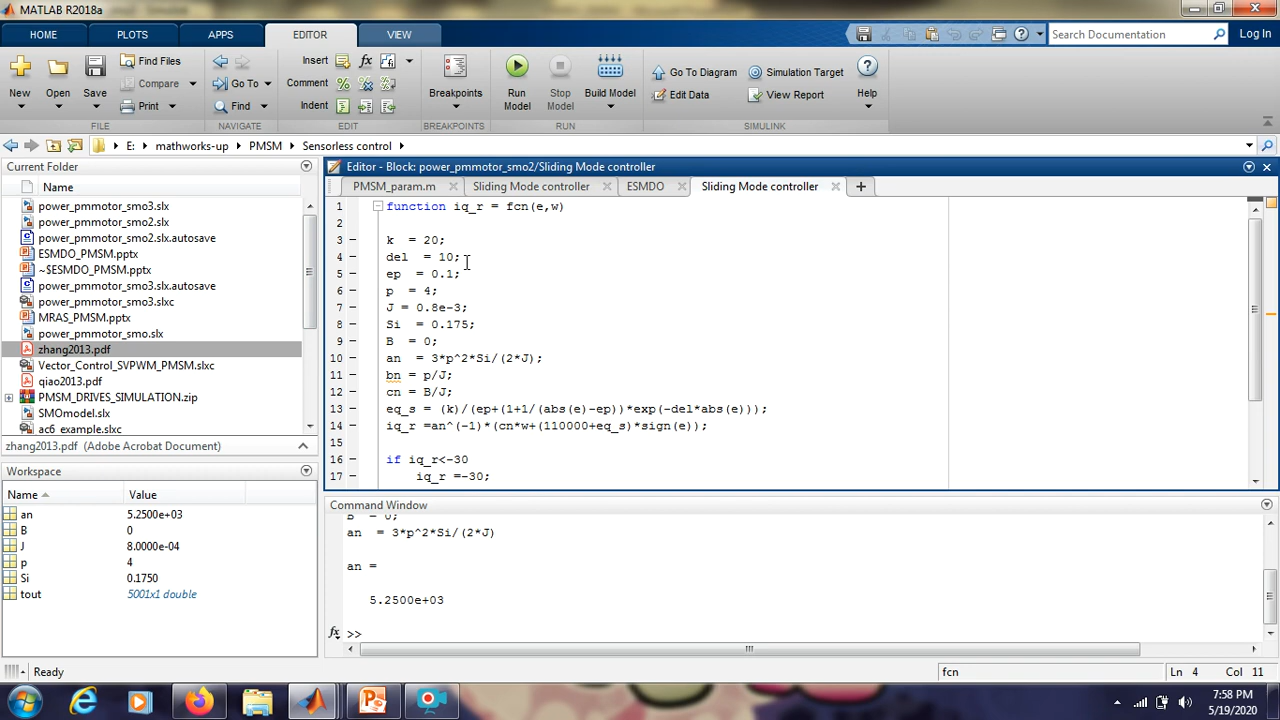 MATLAB R2018a
HOME
PLOTS
APPS
EDITOR
VIEW
Search Documentation
Log In
New
Open
Save
Find Files
Compare
Print
Go To
Find
Insert
Comment
Indent
Breakpoints
Run Model
Stop Model
Build Model
Go To Diagram
Edit Data
Simulation Target
View Report
Help
FILE
NAVIGATE
EDIT
BREAKPOINTS
RUN
SIMULINK
E: mathworks-up PMSM Sensorless control
Current Folder
Name
power_pmmotor_smo3.slx
power_pmmotor_smo2.slx
power_pmmotor_smo2.slx.autosave
ESMDO_PMSM.pptx
~$ESMDO_PMSM.pptx
power_pmmotor_smo3.slx.autosave
power_pmmotor_smo3.slxc
MRAS_PMSM.pptx
power_pmmotor_smo.slx
zhang2013.pdf
Vector_Control_SVPWM_PMSM.slxc
qiao2013.pdf
PMSM_DRIVES_SIMULATION.zip
SMOmodel.slx
ac6_example.slxc
zhang2013.pdf (Adobe Acrobat Document)
Workspace
Name Value
an 5.2500e+03
B 0
J 8.0000e-04
p 4
Si 0.1750
tout 5001x1 double
Editor - Block: power_pmmotor_smo2/Sliding Mode controller
PMSM_param.m
Sliding Mode controller
ESMDO
Sliding Mode controller
1 function iq_r = fcn(e,w)
2
3 k = 20;
4 del = 10;
5 ep = 0.1;
6 p = 4;
7 J = 0.8e-3;
8 Si = 0.175;
9 B = 0;
10 an = 3*p^2*Si/(2*J);
11 bn = p/J;
12 cn = B/J;
13 eq_s = (k)/(ep+(1+1/(abs(e)-ep))*exp(-del*abs(e)));
14 iq_r =an^(-1)*(cn*w+(110000+eq_s)*sign(e));
15
16 if iq_r<-30
17 iq_r =-30;
Command Window
B = 0;
an = 3*p^2*Si/(2*J)
an =
5.2500e+03
fx >>
Ready
fcn
Ln 4 Col 11
7:58 PM
5/19/2020